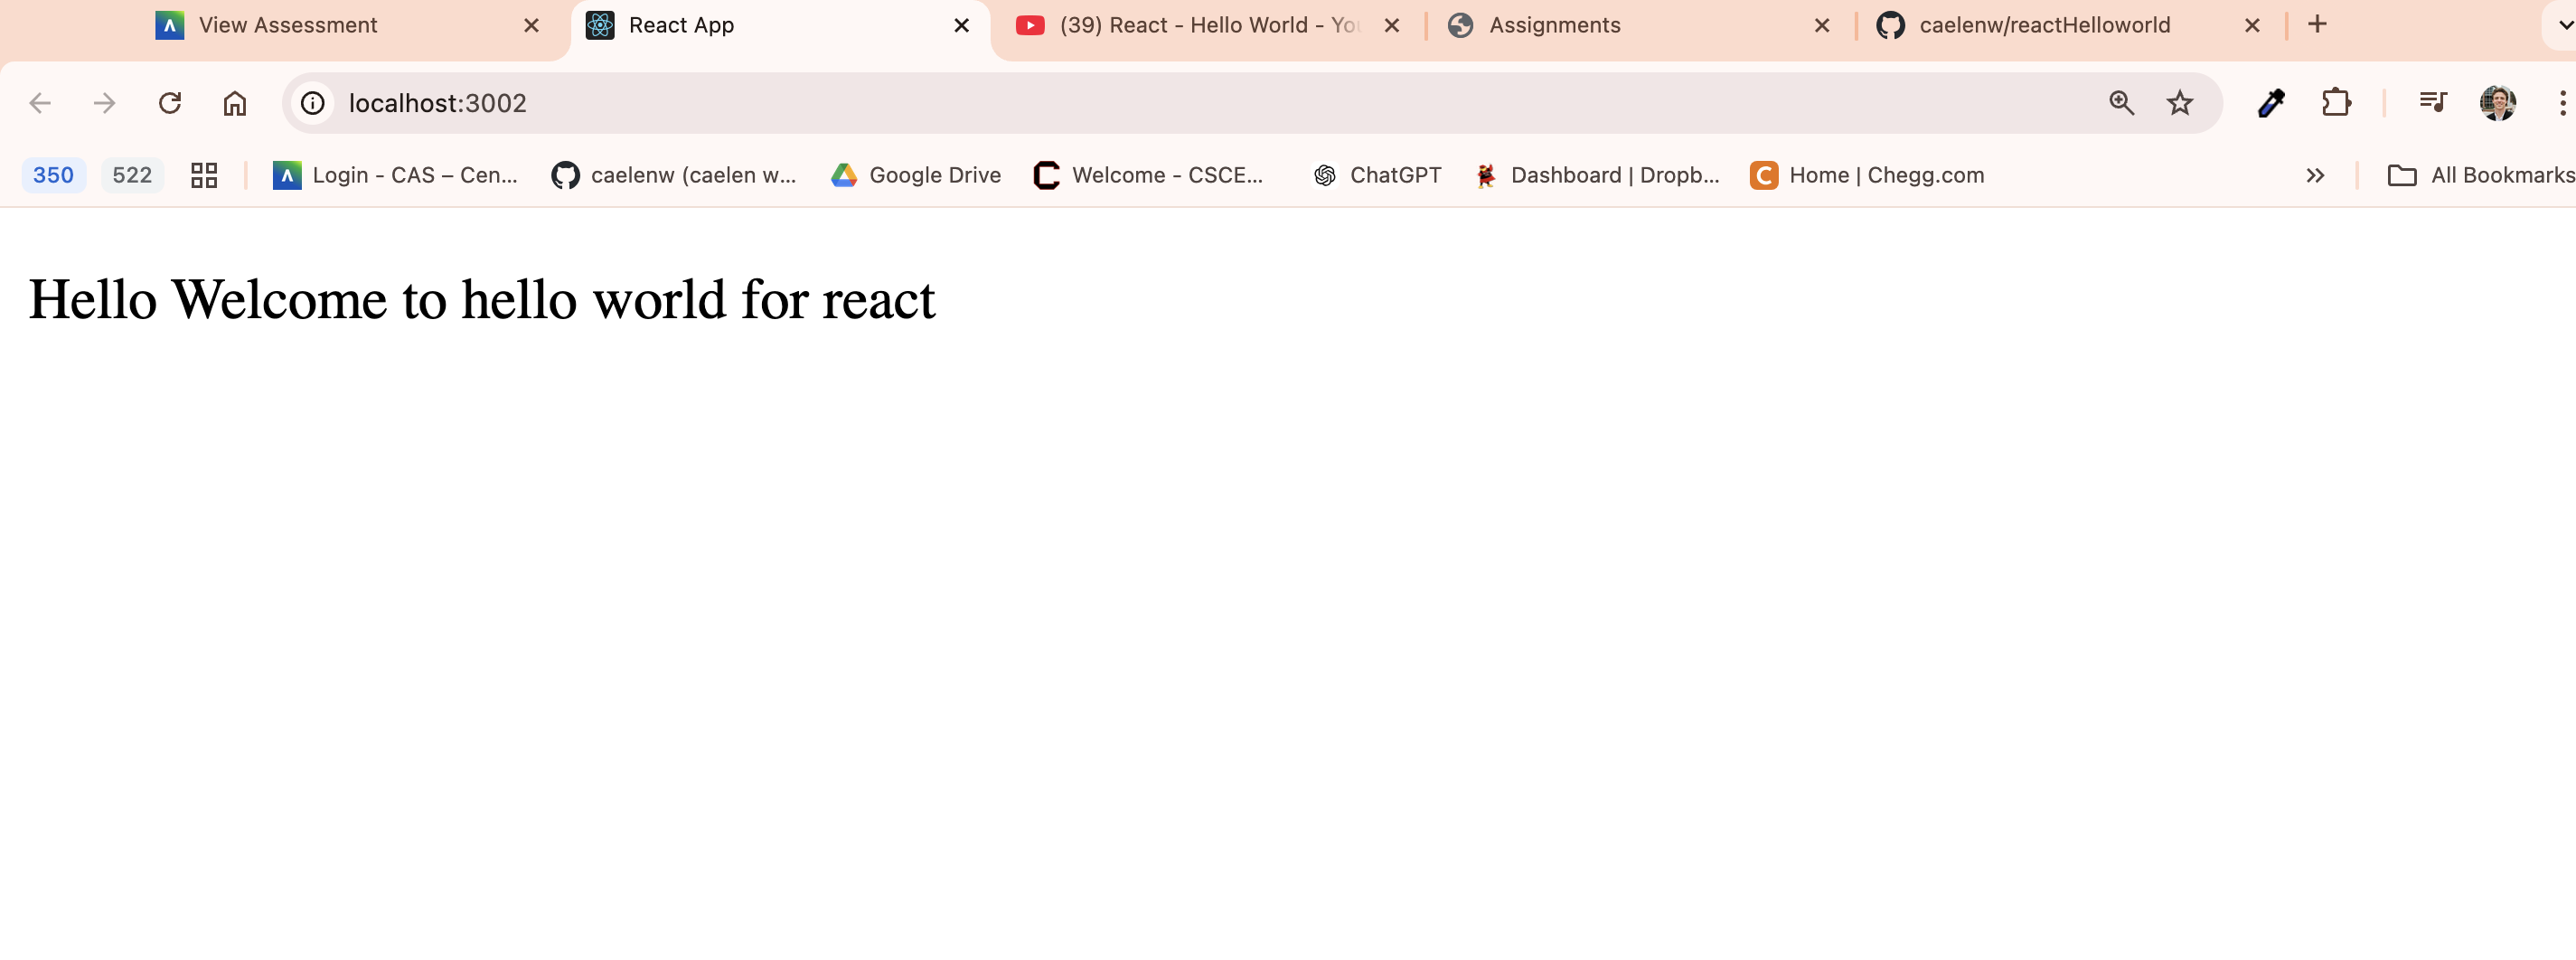 View Assessment
React App
(39) React - Hello World - You
Assignments
caelenw/reactHelloworld
localhost:3002
350
522
Login - CAS – Cen...
caelenw (caelen w...
Google Drive
Welcome - CSCE...
ChatGPT
Dashboard | Dropb...
Home | Chegg.com
All Bookmarks
Hello Welcome to hello world for react